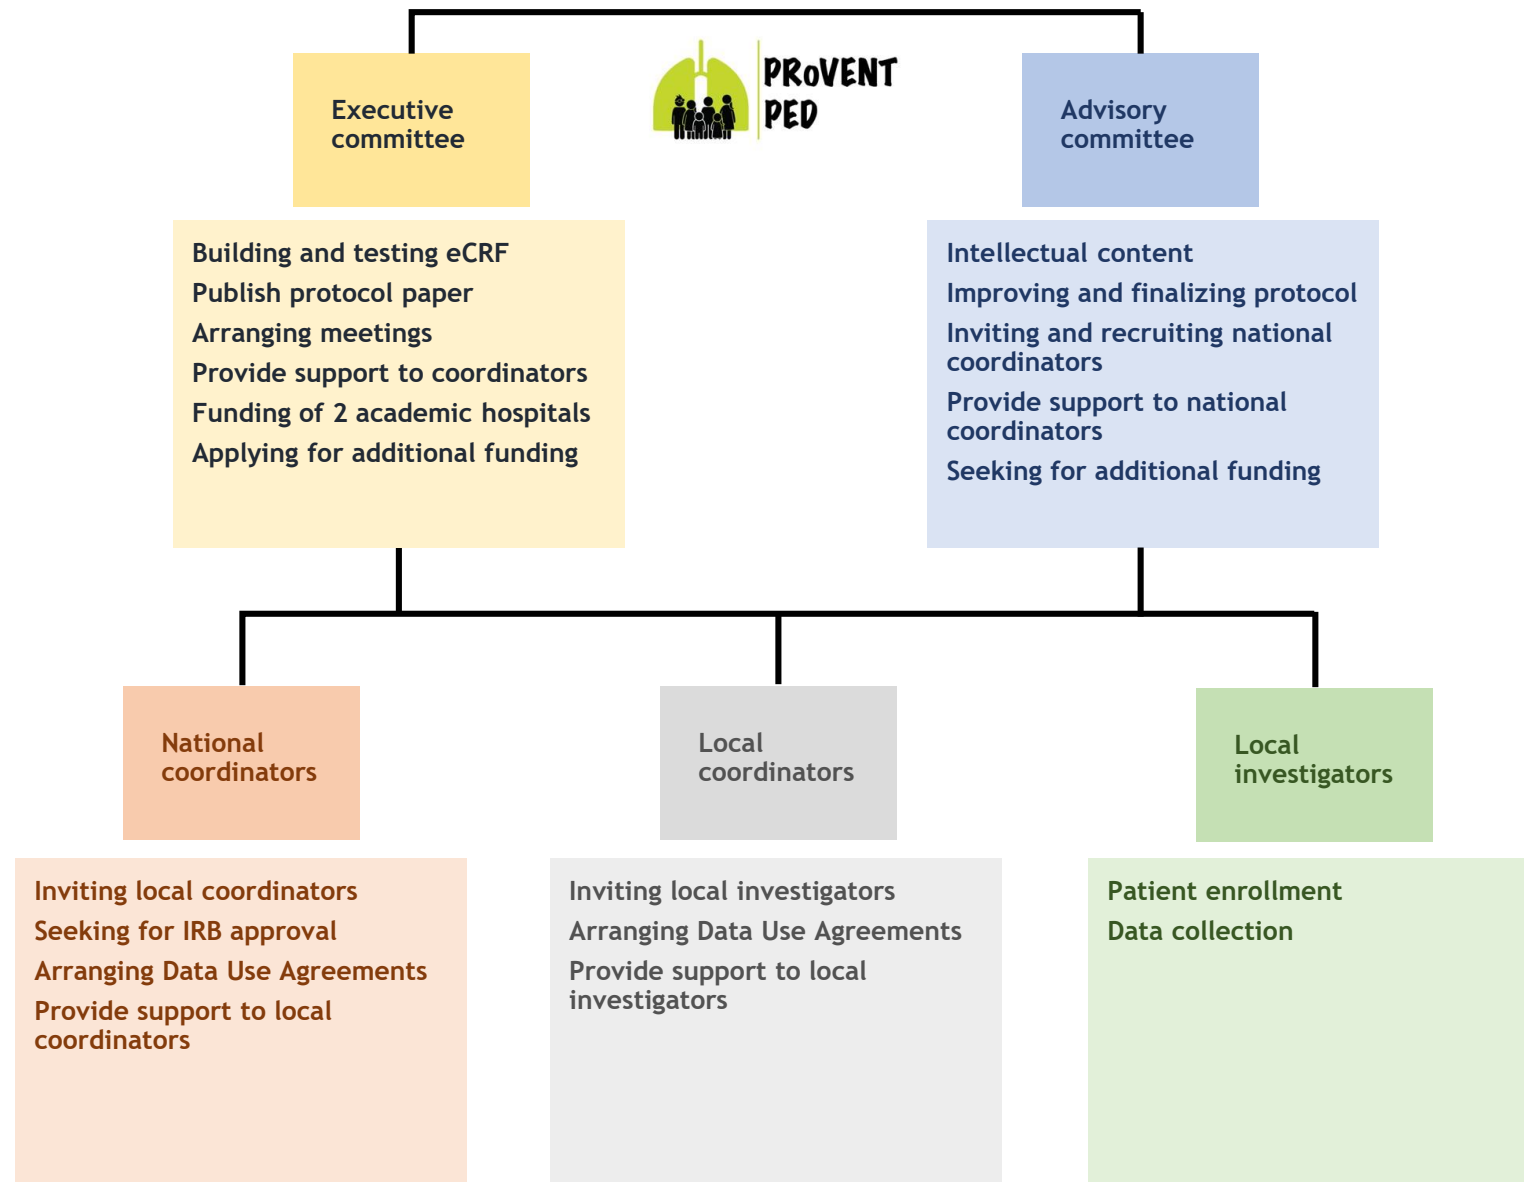 Executive
committee
PRoVENT
PED
Advisory
committee
Building and testing eCRF
Publish protocol paper
Arranging meetings
Provide support to coordinators
Funding of 2 academic hospitals
Applying for additional funding
Intellectual content
Improving and finalizing protocol
Inviting and recruiting national
coordinators
Provide support to national
coordinators
Seeking for additional funding
National
coordinators
Local
coordinators
Local
investigators
Inviting local coordinators
Seeking for IRB approval
Arranging Data Use Agreements
Provide support to local
coordinators
Inviting local investigators
Arranging Data Use Agreements
Provide support to local
investigators
Patient enrollment
Data collection